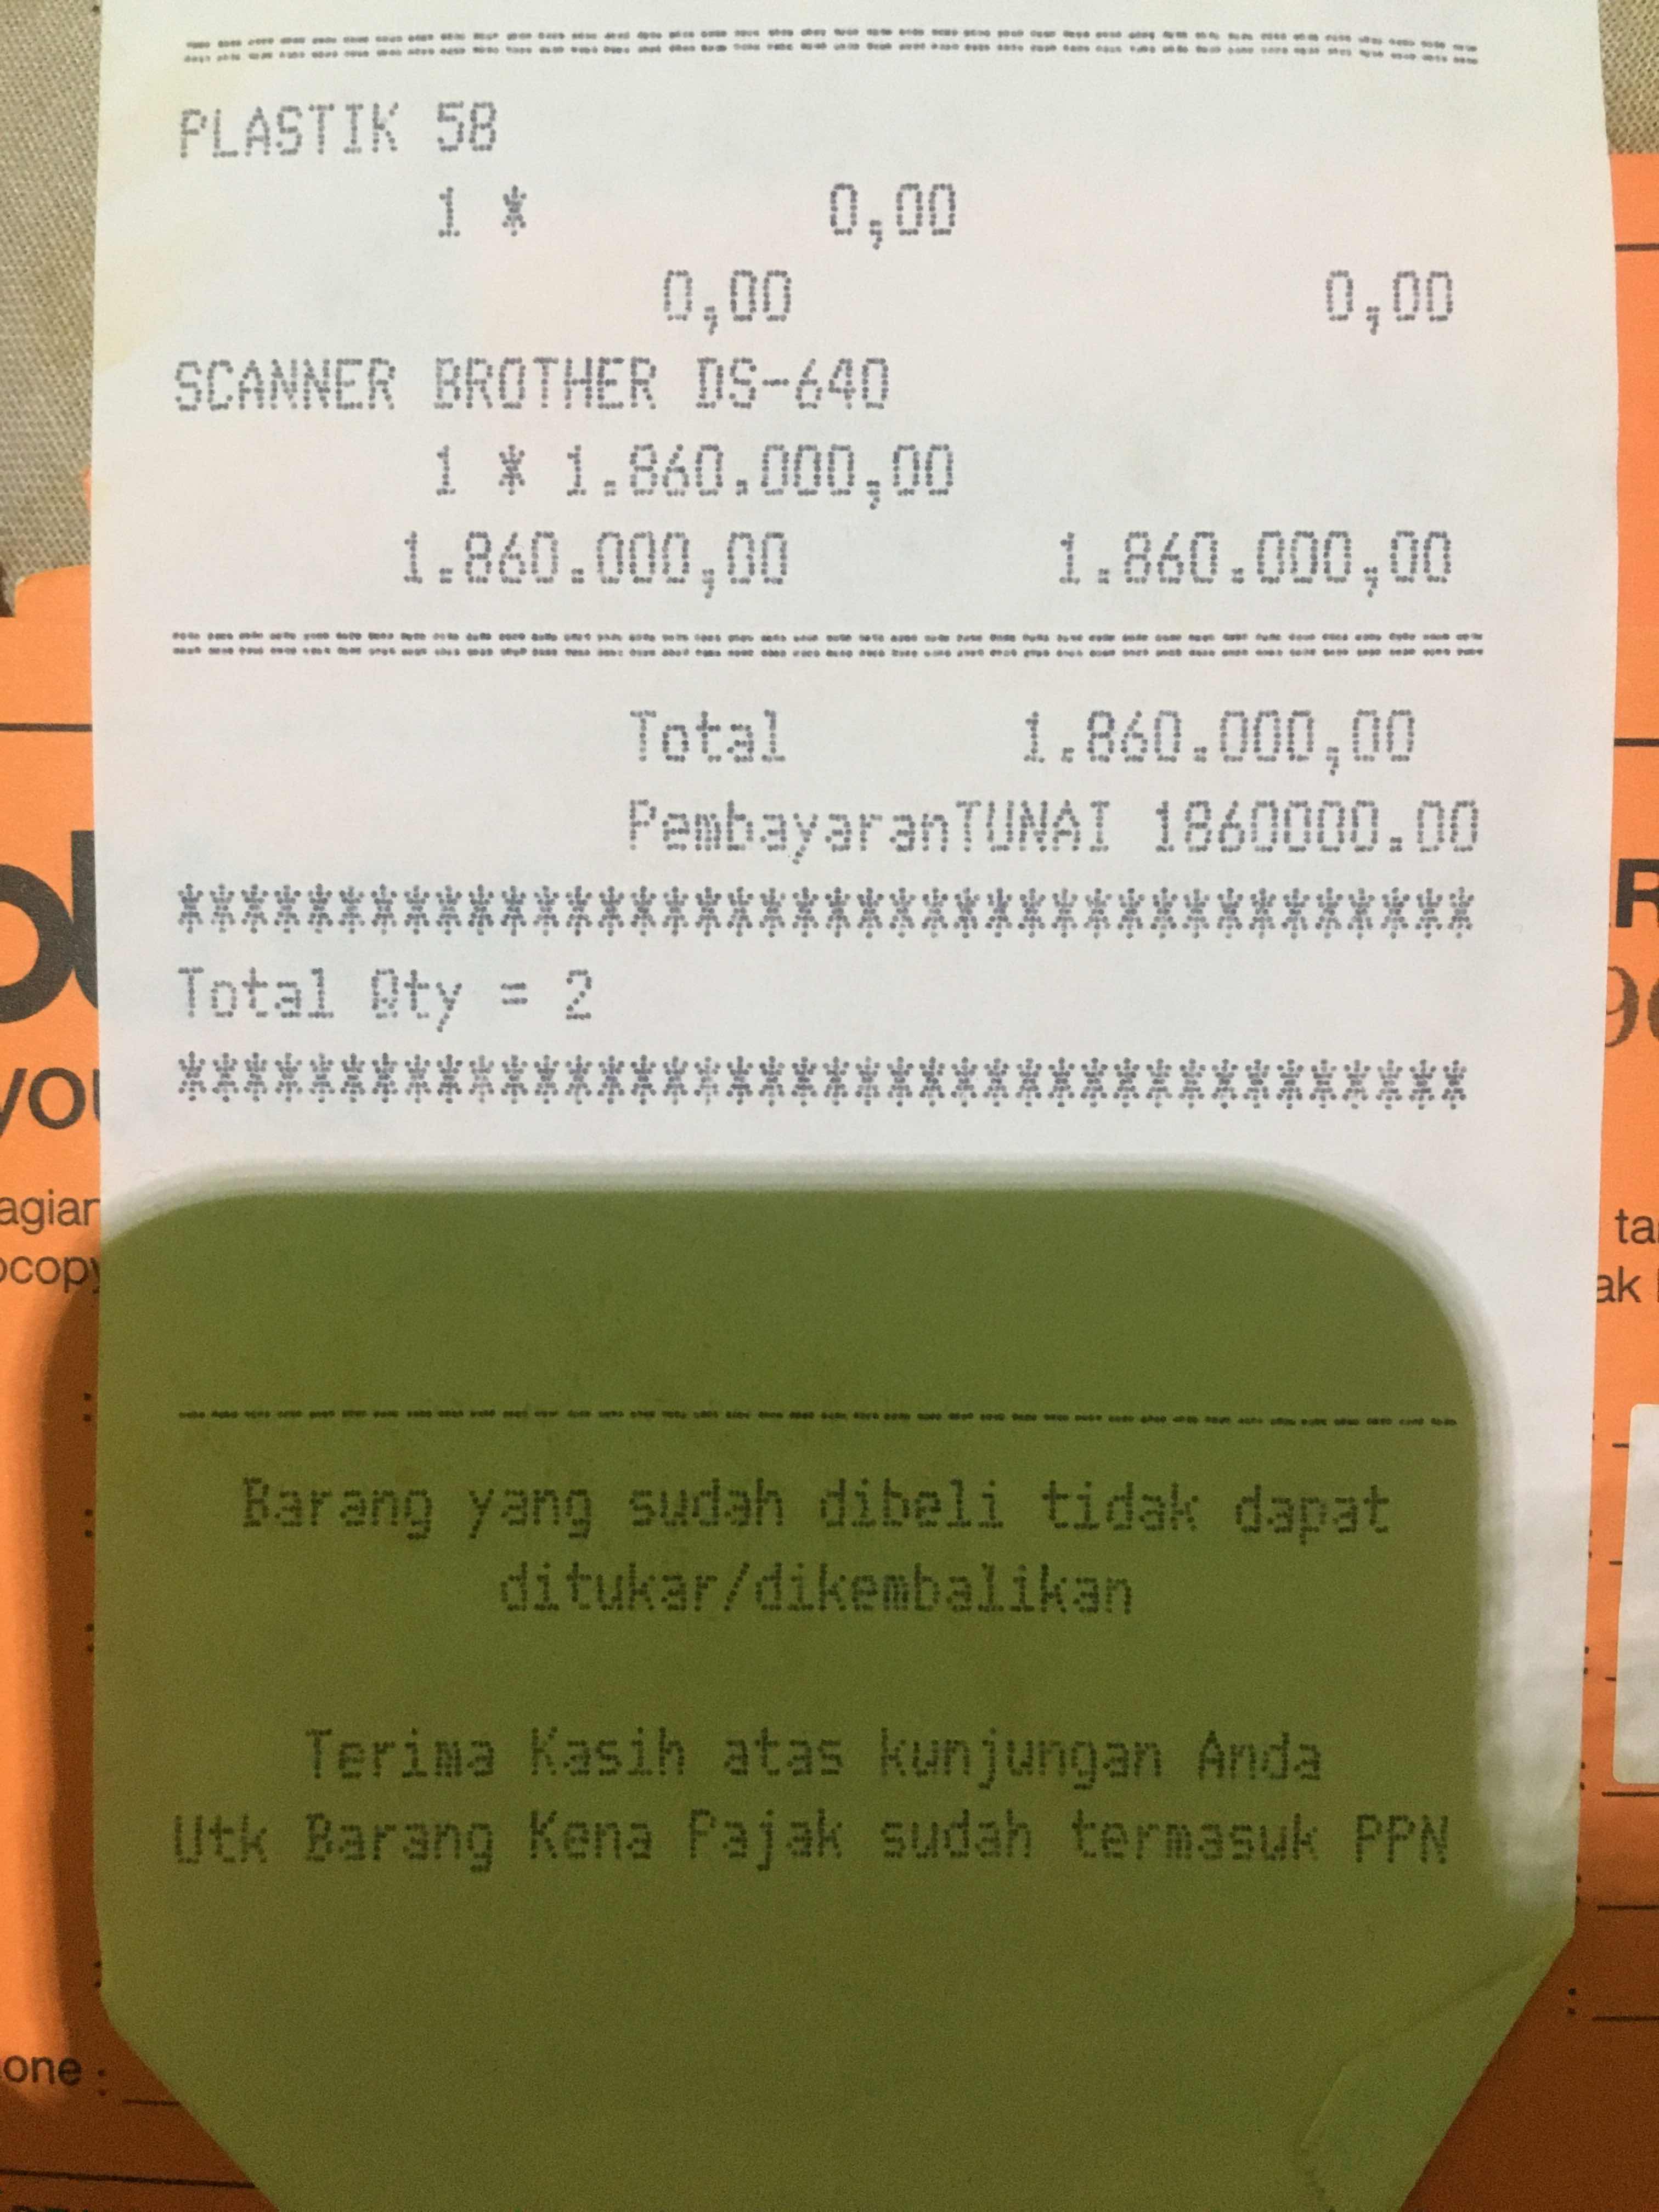 ================================
PLASTIK 5B
1 * 0,00
0,00 0,00
SCANNER BROTHER DS-640
1 * 1.860.000,00
1.860.000,00 1.860.000,00
================================
Total 1.860.000,00
PembayaranTUNAI 1860000.00
****************************************
Total Qty = 2
****************************************
----------------------------------------
Barang yang sudah dibeli tidak dapat
ditukar/dikembalikan
Terima Kasih atas kunjungan Anda
Utk Barang Kena Pajak sudah termasuk PPN